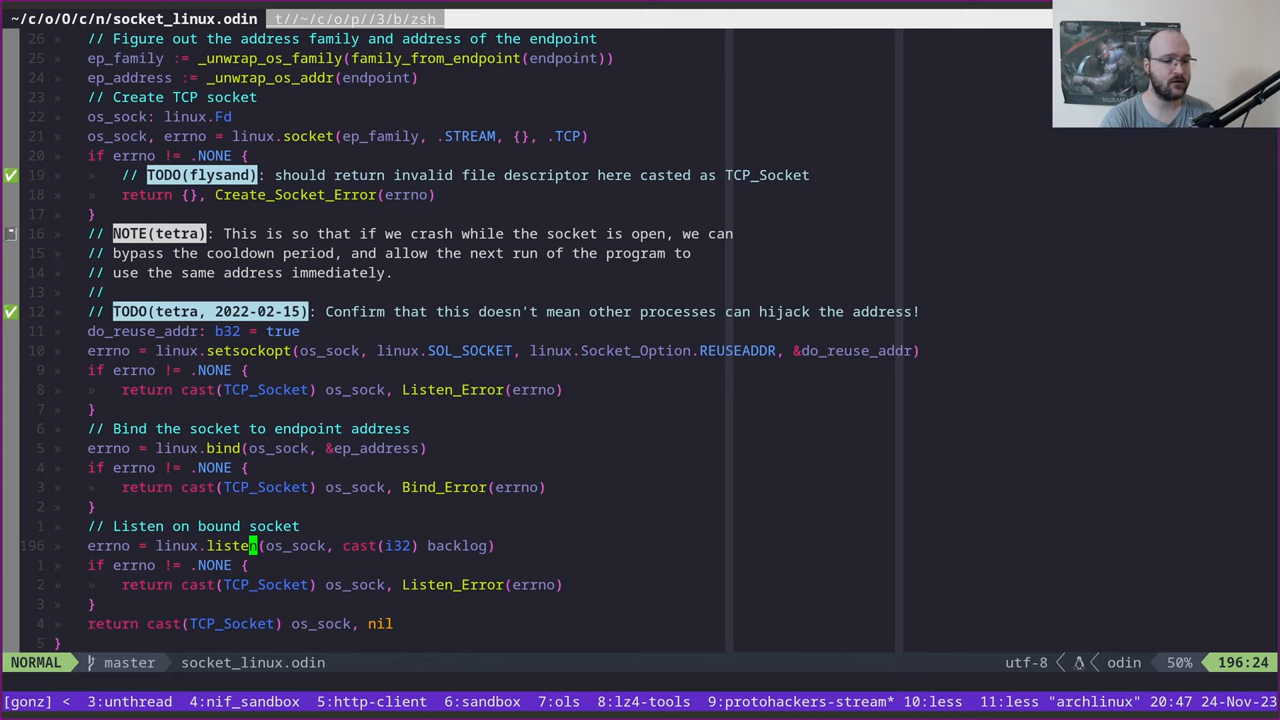 ~/c/o/O/c/n/socket_linux.odin t//~/c/o/p//3/b/zsh
26 » // Figure out the address family and address of the endpoint
25 » ep_family := _unwrap_os_family(family_from_endpoint(endpoint))
24 » ep_address := _unwrap_os_addr(endpoint)
23 » // Create TCP socket
22 » os_sock: linux.Fd
21 » os_sock, errno = linux.socket(ep_family, .STREAM, {}, .TCP)
20 » if errno != .NONE {
19 » » // TODO(flysand): should return invalid file descriptor here casted as TCP_Socket
18 » » return {}, Create_Socket_Error(errno)
17 » }
16 » // NOTE(tetra): This is so that if we crash while the socket is open, we can
15 » // bypass the cooldown period, and allow the next run of the program to
14 » // use the same address immediately.
13 » //
12 » // TODO(tetra, 2022-02-15): Confirm that this doesn't mean other processes can hijack the address!
11 » do_reuse_addr: b32 = true
10 » errno = linux.setsockopt(os_sock, linux.SOL_SOCKET, linux.Socket_Option.REUSEADDR, &do_reuse_addr)
9 » if errno != .NONE {
8 » » return cast(TCP_Socket) os_sock, Listen_Error(errno)
7 » }
6 » // Bind the socket to endpoint address
5 » errno = linux.bind(os_sock, &ep_address)
4 » if errno != .NONE {
3 » » return cast(TCP_Socket) os_sock, Bind_Error(errno)
2 » }
1 » // Listen on bound socket
196 » errno = linux.listen(os_sock, cast(i32) backlog)
1 » if errno != .NONE {
2 » » return cast(TCP_Socket) os_sock, Listen_Error(errno)
3 » }
4 » return cast(TCP_Socket) os_sock, nil
5 }
NORMAL master socket_linux.odin utf-8 odin 50% 196:24
[gonz] < 3:unthread 4:nif_sandbox 5:http-client 6:sandbox 7:ols 8:lz4-tools 9:protohackers-stream* 10:less 11:less "archlinux" 20:47 24-Nov-23